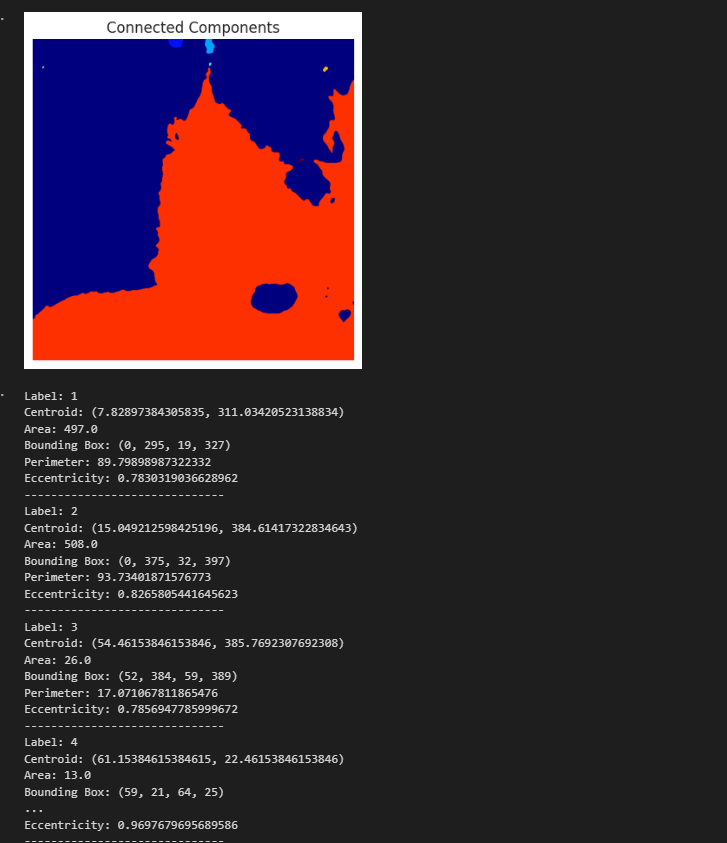 Connected Components
Label: 1
Centroid: (7.82897384305835, 311.03420523138834)
Area: 497.0
Bounding Box: (0, 295, 19, 327)
Perimeter: 89.79898987322332
Eccentricity: 0.7830319036628962
------------------------------
Label: 2
Centroid: (15.049212598425196, 384.61417322834643)
Area: 508.0
Bounding Box: (0, 375, 32, 397)
Perimeter: 93.73401871576773
Eccentricity: 0.8265805441645623
------------------------------
Label: 3
Centroid: (54.46153846153846, 385.7692307692308)
Area: 26.0
Bounding Box: (52, 384, 59, 389)
Perimeter: 17.071067811865476
Eccentricity: 0.7856947785999672
------------------------------
Label: 4
Centroid: (61.15384615384615, 22.46153846153846)
Area: 13.0
Bounding Box: (59, 21, 64, 25)
...
Eccentricity: 0.9697679695689586
------------------------------